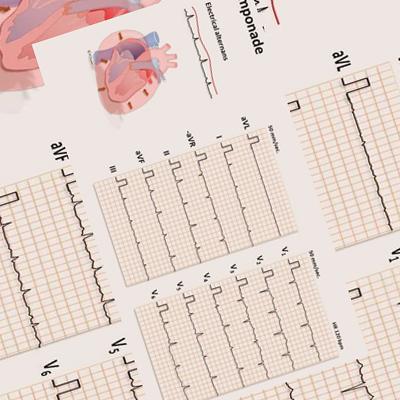 mponade
Electrical alternans
aVL
aVF
50 mm/sec.
aVL
I
-aVR
II
aVF
III
50 mm/sec.
V1
V2
V3
V4
V5
V6
HR 120 bpm
V1
V5
V6